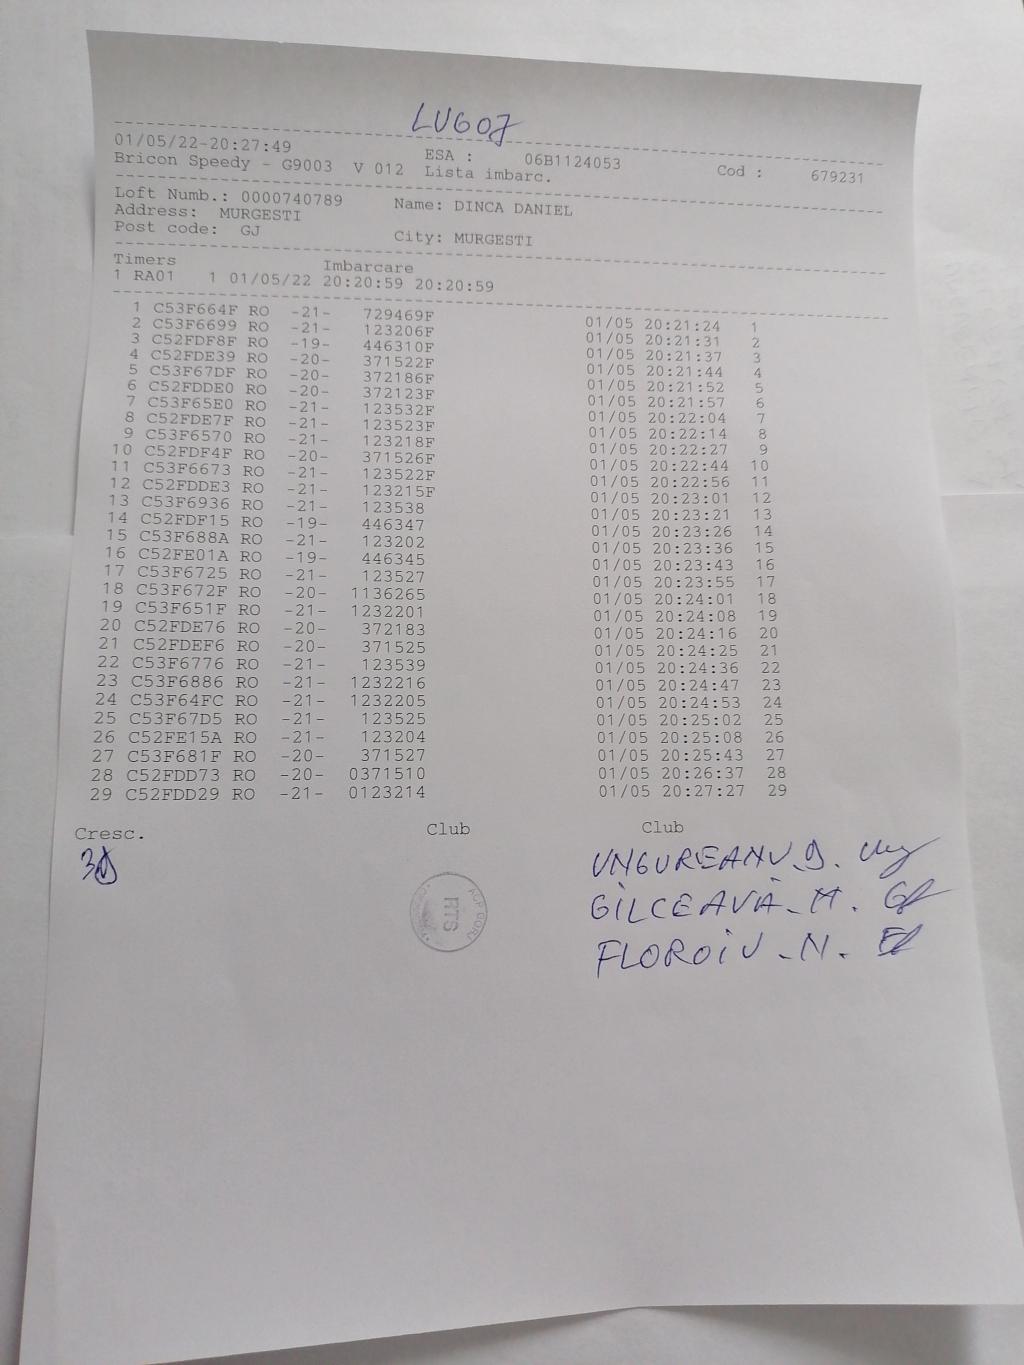 LUGOJ
01/05/22-20:27:49 ESA : 06B1124053 Cod : 679231
Bricon Speedy - G9003 V 012 Lista imbarc.
Loft Numb.: 0000740789 Name: DINCA DANIEL
Address: MURGESTI
Post code: GJ City: MURGESTI
Timers Imbarcare
1 RA01 1 01/05/22 20:20:59 20:20:59
1 C53F664F RO -21- 729469F 01/05 20:21:24 1
2 C53F6699 RO -21- 123206F 01/05 20:21:31 2
3 C52FDF8F RO -19- 446310F 01/05 20:21:37 3
4 C52FDE39 RO -20- 371522F 01/05 20:21:44 4
5 C53F67DF RO -20- 372186F 01/05 20:21:52 5
6 C52FDDE0 RO -20- 372123F 01/05 20:21:57 6
7 C53F65E0 RO -21- 123532F 01/05 20:22:04 7
8 C52FDE7F RO -21- 123523F 01/05 20:22:14 8
9 C53F6570 RO -21- 123218F 01/05 20:22:27 9
10 C52FDF4F RO -20- 371526F 01/05 20:22:44 10
11 C53F6673 RO -21- 123522F 01/05 20:22:56 11
12 C52FDDE3 RO -21- 123215F 01/05 20:23:01 12
13 C53F6936 RO -21- 123538 01/05 20:23:21 13
14 C52FDF15 RO -19- 446347 01/05 20:23:26 14
15 C53F688A RO -21- 123202 01/05 20:23:36 15
16 C52FE01A RO -19- 446345 01/05 20:23:43 16
17 C53F6725 RO -21- 123527 01/05 20:23:55 17
18 C53F672F RO -20- 1136265 01/05 20:24:01 18
19 C53F651F RO -21- 1232201 01/05 20:24:08 19
20 C52FDE76 RO -20- 372183 01/05 20:24:16 20
21 C52FDEF6 RO -20- 371525 01/05 20:24:25 21
22 C53F6776 RO -21- 123539 01/05 20:24:36 22
23 C53F6886 RO -21- 1232216 01/05 20:24:47 23
24 C53F64FC RO -21- 1232205 01/05 20:24:53 24
25 C53F67D5 RO -21- 123525 01/05 20:25:02 25
26 C52FE15A RO -21- 123204 01/05 20:25:08 26
27 C53F681F RO -20- 371527 01/05 20:25:43 27
28 C52FDD73 RO -20- 0371510 01/05 20:26:37 28
29 C52FDD29 RO -21- 0123214 01/05 20:27:27 29
Cresc. Club Club
UNGUREANU. D.
GÎLCEAVĂ. M.
FLOROIU. N.
RTS